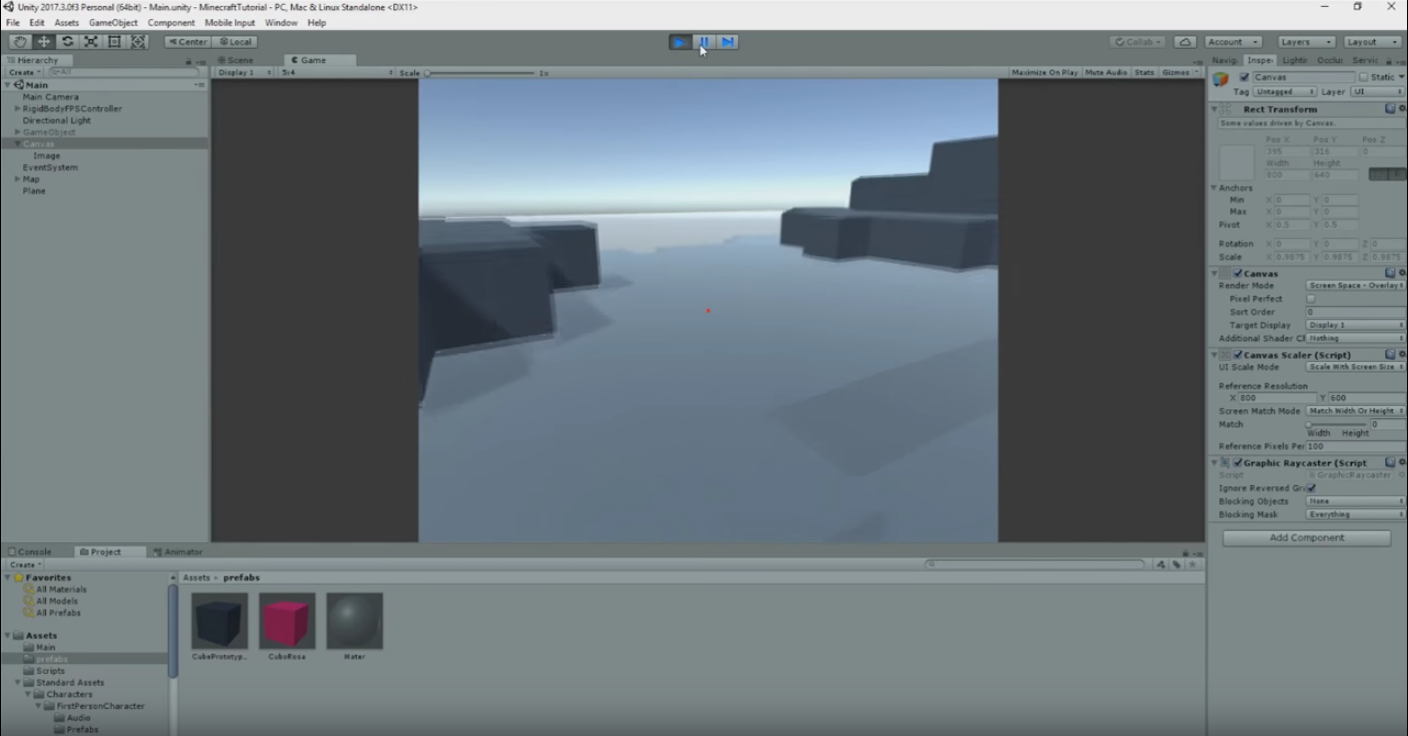 Unity 2017.3.0f3 Personal (64bit) - Main.unity - MinecraftTutorial - PC, Mac & Linux Standalone <DX11>
File Edit Assets GameObject Component Mobile Input Window Help
Center Local Collab Account Layers Layout
Hierarchy
Create All
Main
Main Camera
RigidBodyFPSController
Directional Light
GameObject
Canvas
Image
EventSystem
Map
Plane
Scene Game
Display 1 5:4 Scale 1x Maximize On Play Mute Audio Stats Gizmos
Navig Inspe Lighti Occlu Servic
Canvas Static
Tag Untagged Layer UI
Rect Transform
Some values driven by Canvas.
Pos X Pos Y Pos Z
395 316 0
Width Height
800 640
Anchors
Min X 0 Y 0
Max X 0 Y 0
Pivot X 0.5 Y 0.5
Rotation X 0 Y 0 Z 0
Scale X 0.9875 Y 0.9875 Z 0.9875
Canvas
Render Mode Screen Space - Overlay
Pixel Perfect
Sort Order 0
Target Display Display 1
Additional Shader Cl Nothing
Canvas Scaler (Script)
UI Scale Mode Scale With Screen Size
Reference Resolution
X 800 Y 600
Screen Match Mode Match Width Or Height
Match 0
Width Height
Reference Pixels Per 100
Graphic Raycaster (Script
Script GraphicRaycaster
Ignore Reversed Gra
Blocking Objects None
Blocking Mask Everything
Add Component
Console Project Animator
Create
Favorites
All Materials
All Models
All Prefabs
Assets
Main
prefabs
Scripts
Standard Assets
Characters
FirstPersonCharacter
Audio
Prefabs
Assets prefabs
CuboPrototyp... CuboRosa Water